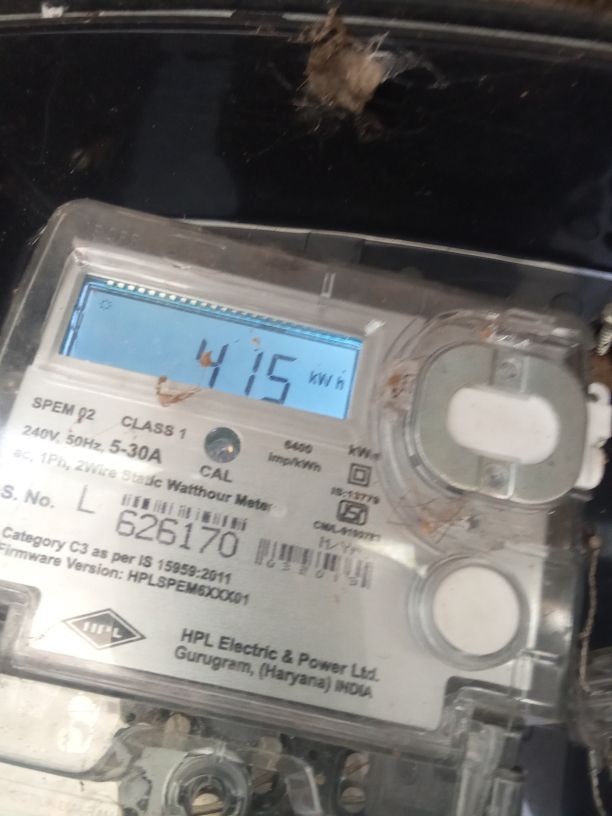 415 kWh
SPEM 02 CLASS 1
240V, 50Hz, 5-30A
CAL
6400
imp/kWh
ac, 1Ph, 2Wire Static Watthour Meter
IS:13779
S. No. L 626170
Category C3 as per IS 15959:2011
Firmware Version: HPLSPEM6XXX01
HPL
HPL Electric & Power Ltd.
Gurugram, (Haryana) INDIA